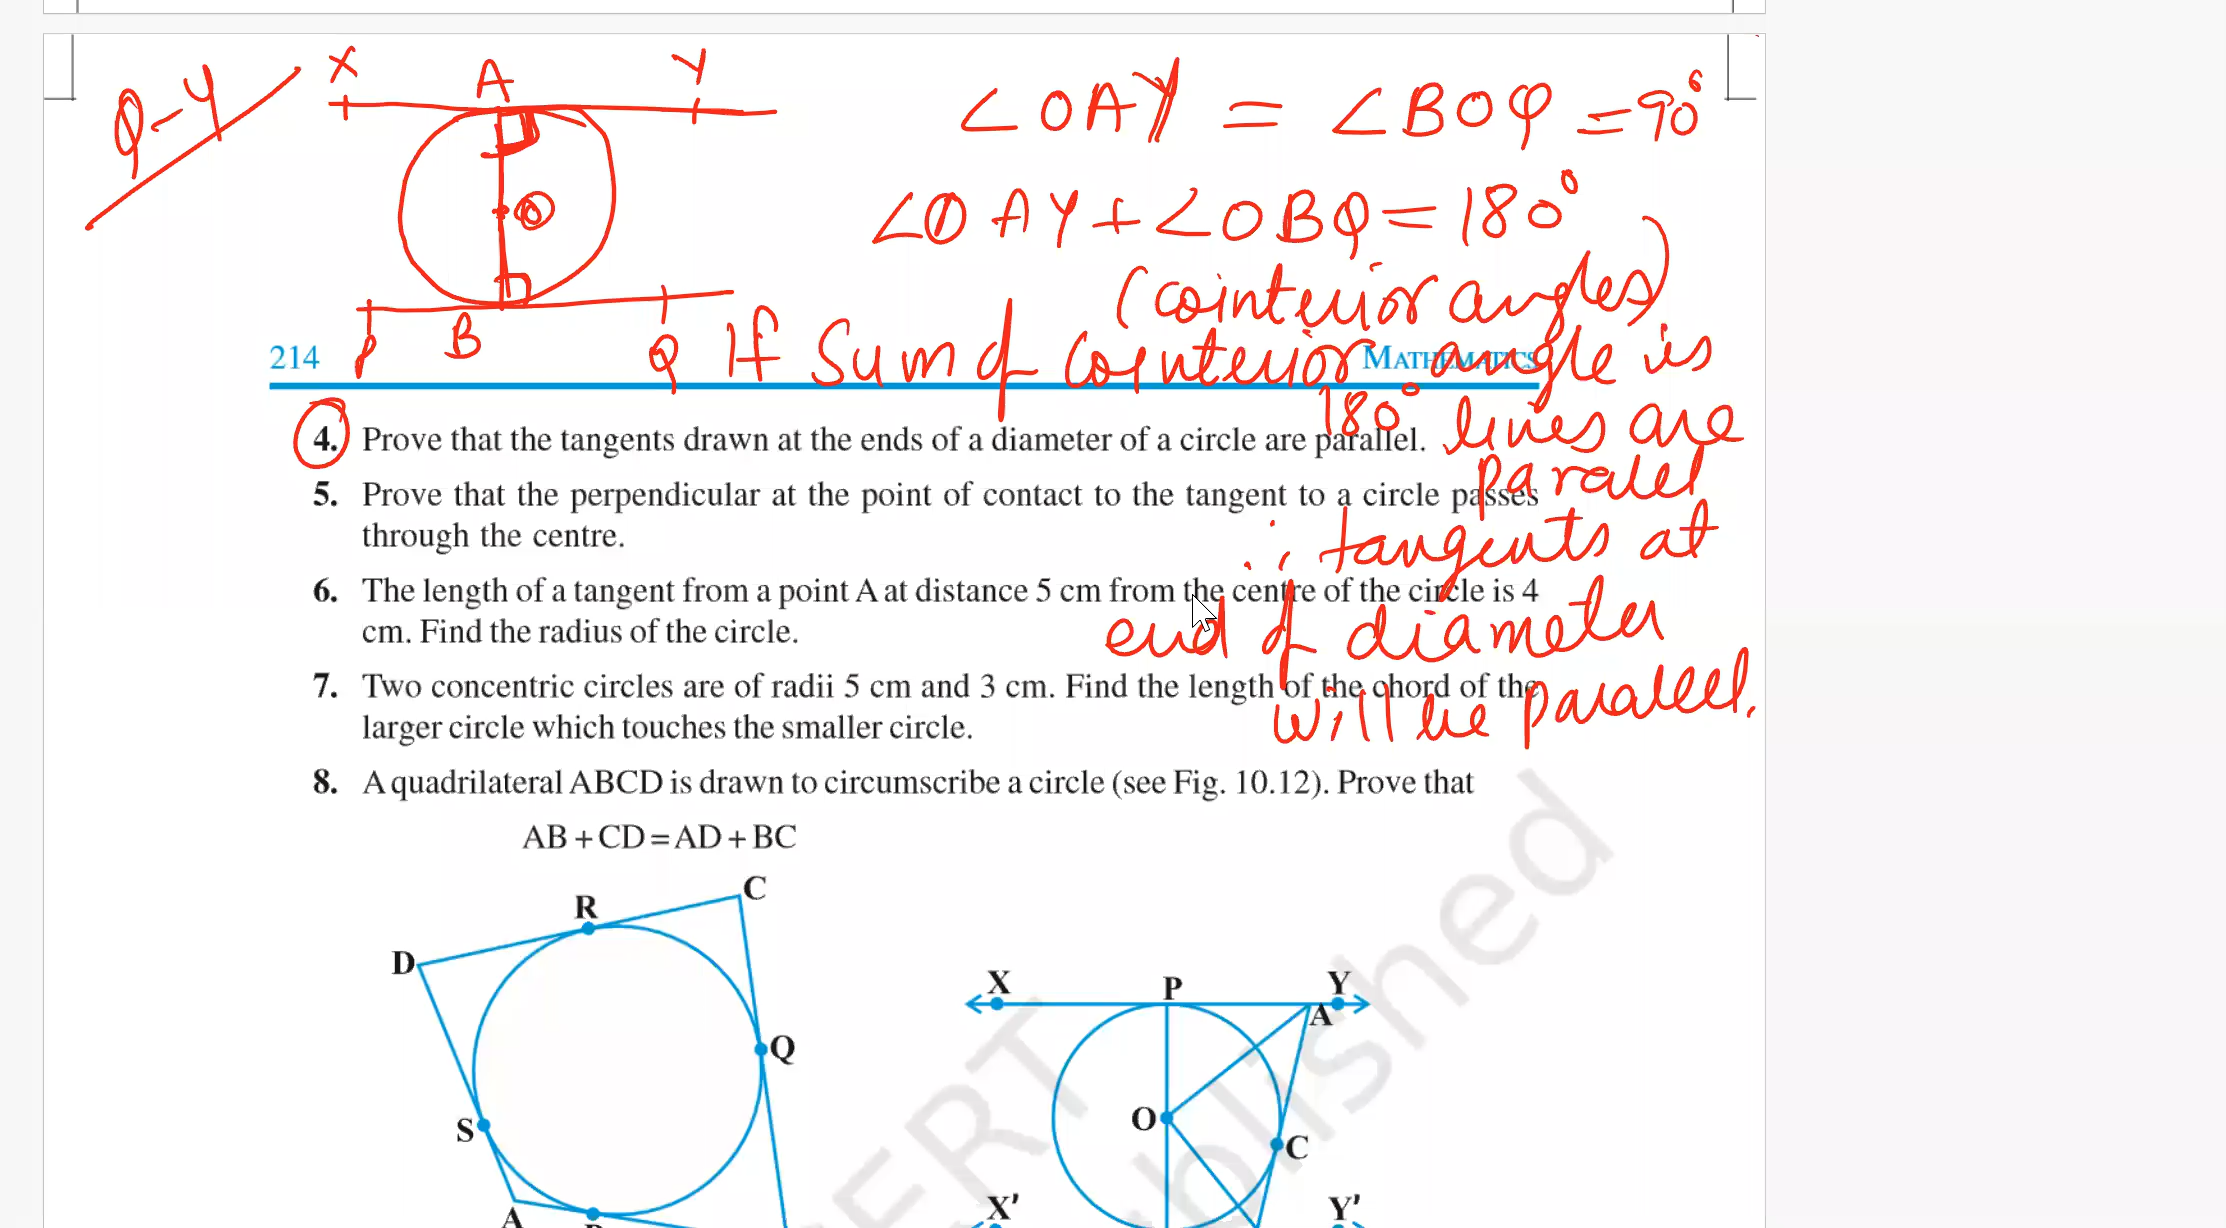 Q-4
X A Y
∠OAY = ∠BOQ = 90°
∠OAY + ∠OBQ = 180°
O
(cointerior angles)
P B Q
If Sum of cointerior angle is
180° lines are
paralel
∴ tangents at
end of diameter
will be paralleel.
214 MATHEMATICS
4. Prove that the tangents drawn at the ends of a diameter of a circle are parallel.
5. Prove that the perpendicular at the point of contact to the tangent to a circle passes
through the centre.
6. The length of a tangent from a point A at distance 5 cm from the centre of the circle is 4
cm. Find the radius of the circle.
7. Two concentric circles are of radii 5 cm and 3 cm. Find the length of the chord of the
larger circle which touches the smaller circle.
8. A quadrilateral ABCD is drawn to circumscribe a circle (see Fig. 10.12). Prove that
AB + CD = AD + BC
C
R
D
Q
S
A
X P Y
A
O
C
X' Y'